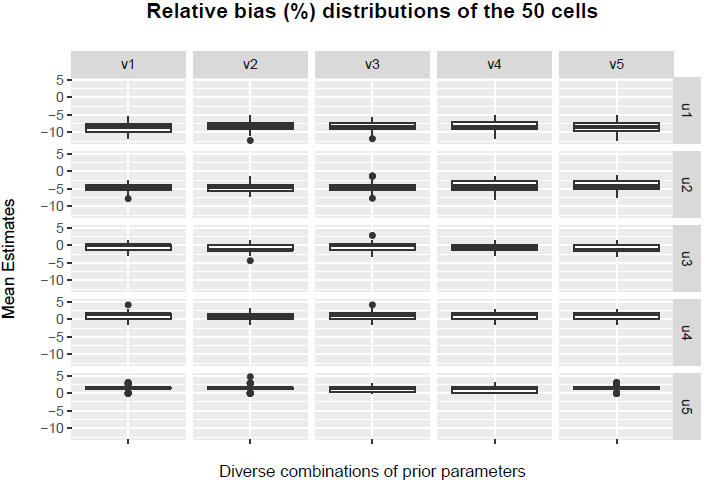 Relative bias (%) distributions of the 50 cells
v1 v2 v3 v4 v5
5
0
−5
−10
u1
5
0
−5
−10
u2
5
0
−5
−10
u3
5
0
−5
−10
u4
5
0
−5
−10
u5
Mean Estimates
Diverse combinations of prior parameters